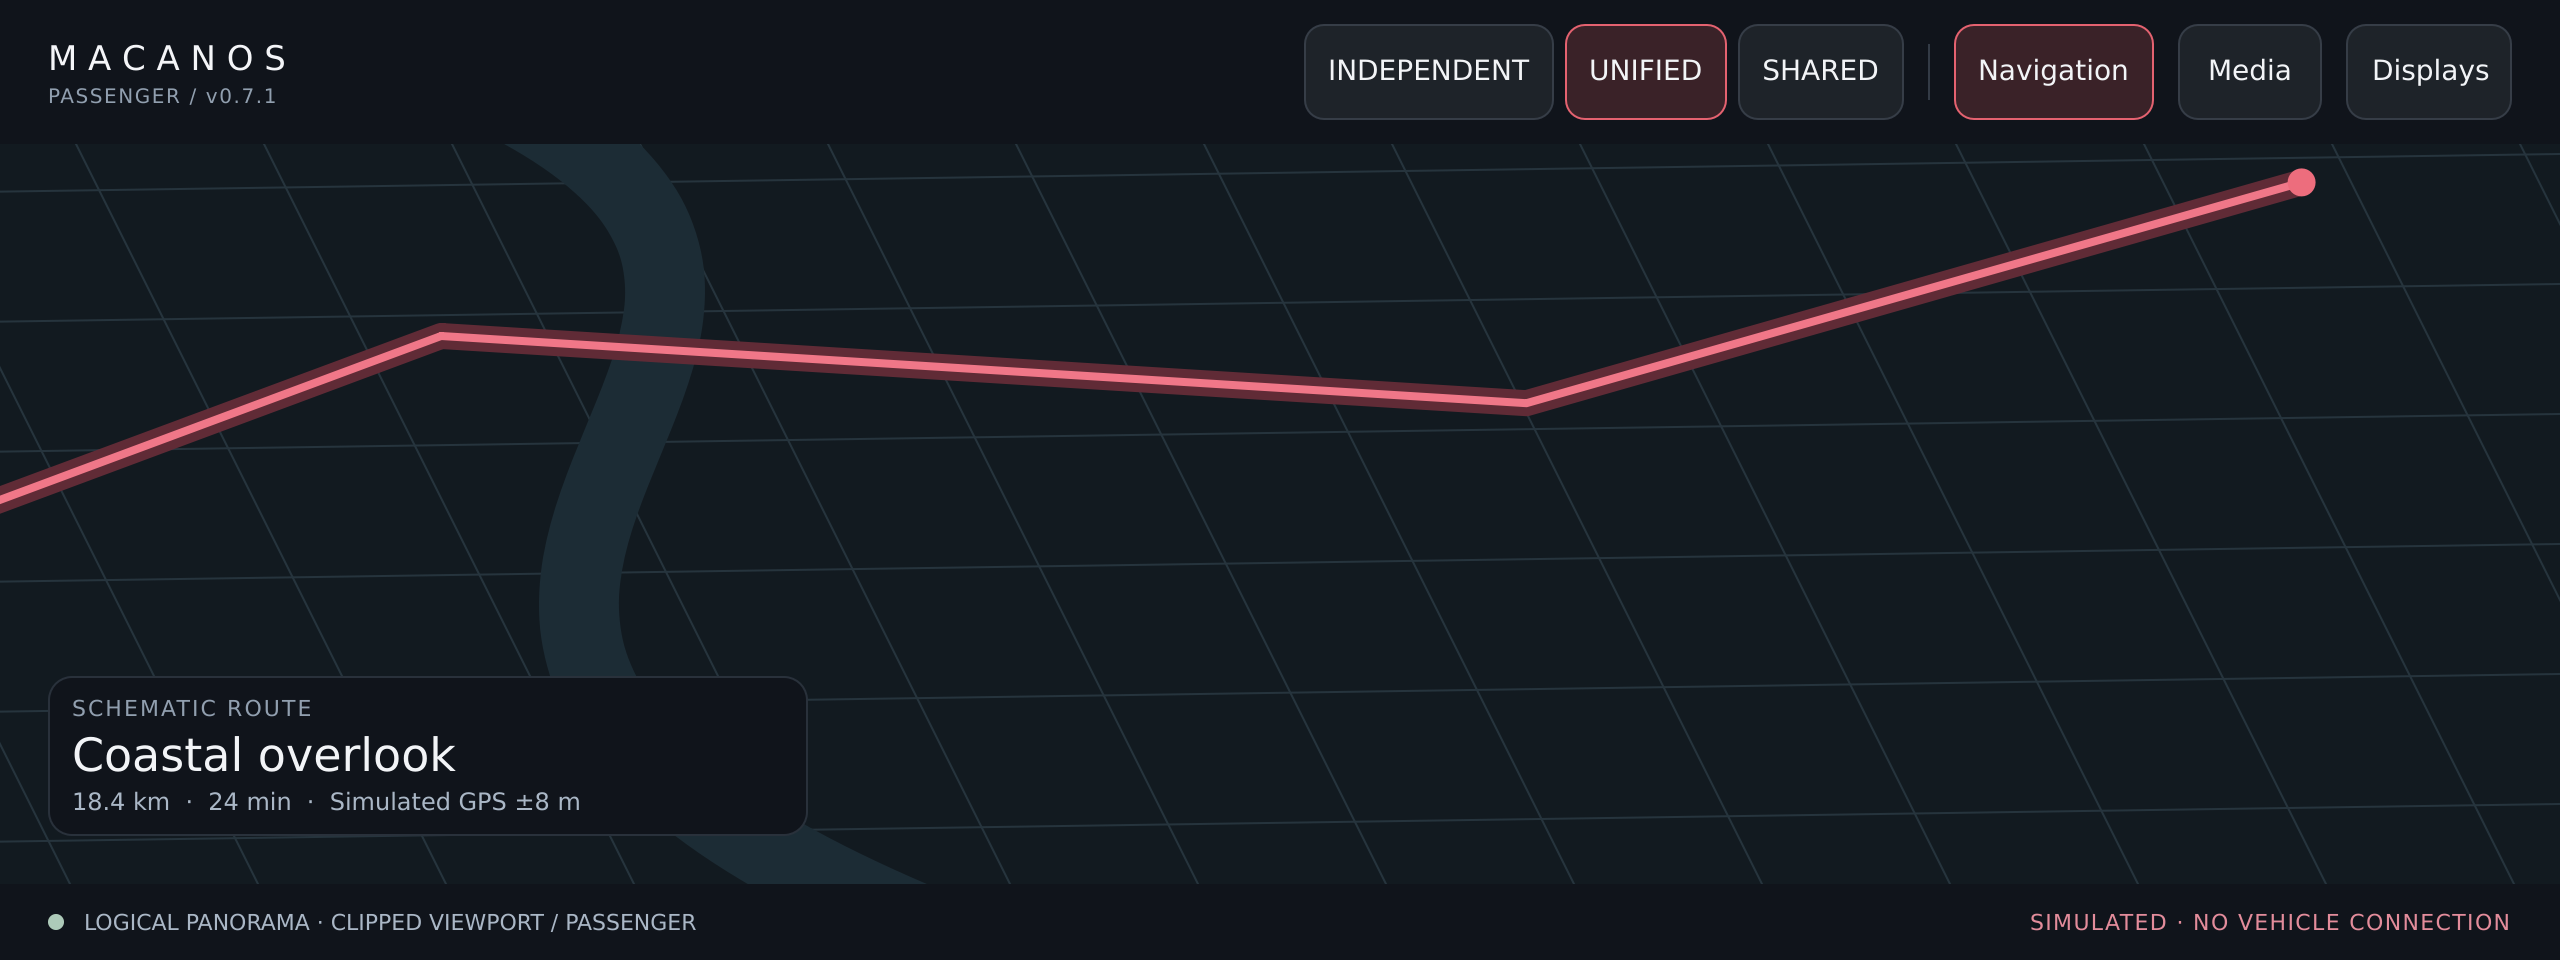 MACANOS
PASSENGER / v0.7.1
INDEPENDENT
UNIFIED
SHARED
Navigation
Media
Displays
SCHEMATIC ROUTE
Coastal overlook
18.4 km · 24 min · Simulated GPS ±8 m
LOGICAL PANORAMA · CLIPPED VIEWPORT / PASSENGER
SIMULATED · NO VEHICLE CONNECTION